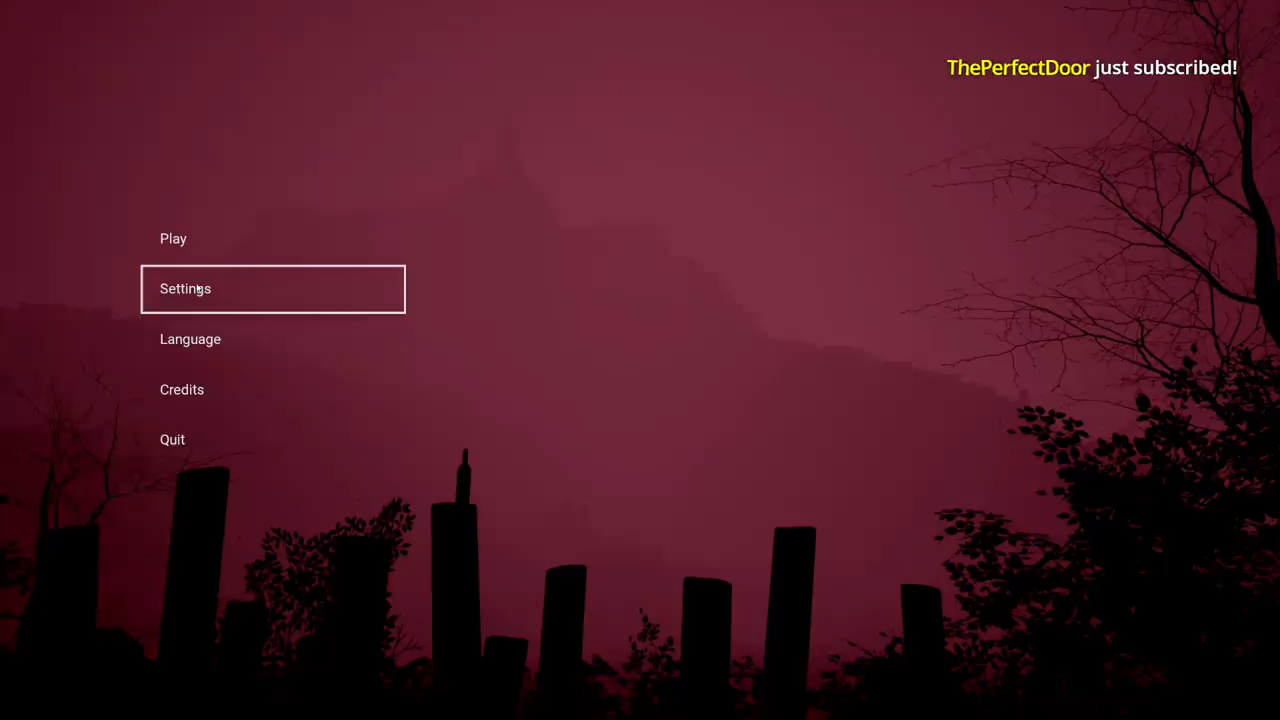 ThePerfectDoor just subscribed!
Play
Settings
Language
Credits
Quit